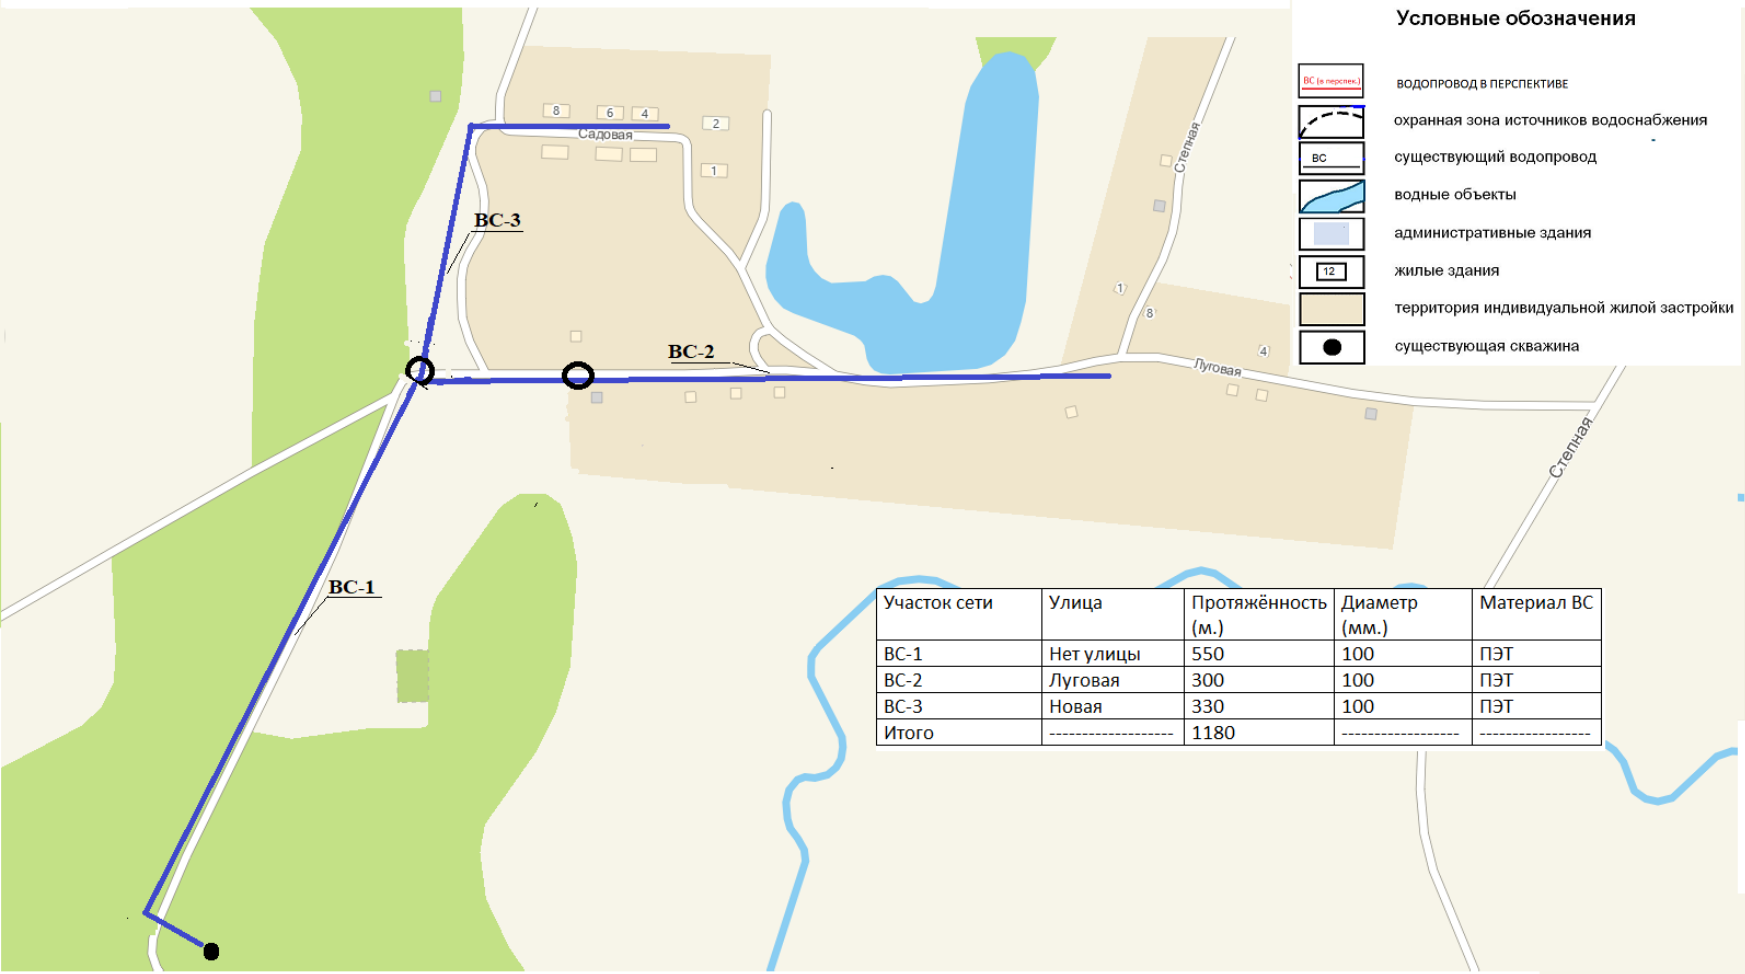 Условные обозначения
ВС (в перспек.)
ВОДОПРОВОД В ПЕРСПЕКТИВЕ
охранная зона источников водоснабжения
ВС
существующий водопровод
водные объекты
административные здания
12
жилые здания
территория индивидуальной жилой застройки
существующая скважина
8
6
4
2
Садовая
1
Степная
ВС-3
1
8
ВС-2
4
Луговая
Степная
ВС-1
Участок сети Улица Протяжённость (м.) Диаметр (мм.) Материал ВС
ВС-1 Нет улицы 550 100 ПЭТ
ВС-2 Луговая 300 100 ПЭТ
ВС-3 Новая 330 100 ПЭТ
Итого ------------------- 1180 ------------------ -----------------